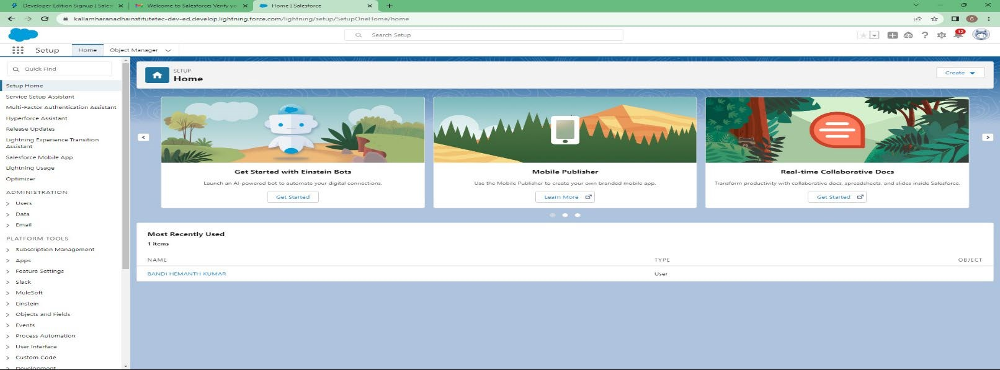 Developer Edition Signup | Sales
Welcome to Salesforce: Verify yo
Home | Salesforce
kallamharanadhainstitutetec-dev-ed.develop.lightning.force.com/lightning/setup/SetupOneHome/home
S
Search Setup
12
Setup
Home
Object Manager
Quick Find
Setup Home
Service Setup Assistant
Multi-Factor Authentication Assistant
Hyperforce Assistant
Release Updates
Lightning Experience Transition
Assistant
Salesforce Mobile App
Lightning Usage
Optimizer
ADMINISTRATION
Users
Data
Email
PLATFORM TOOLS
Subscription Management
Apps
Feature Settings
Slack
MuleSoft
Einstein
Objects and Fields
Events
Process Automation
User Interface
Custom Code
Development
SETUP
Home
Create
Get Started with Einstein Bots
Launch an AI-powered bot to automate your digital connections.
Get Started
Mobile Publisher
Use the Mobile Publisher to create your own branded mobile app.
Learn More
Real-time Collaborative Docs
Transform productivity with collaborative docs, spreadsheets, and slides inside Salesforce.
Get Started
Most Recently Used
1 items
NAME TYPE OBJECT
BANDI HEMANTH KUMAR User